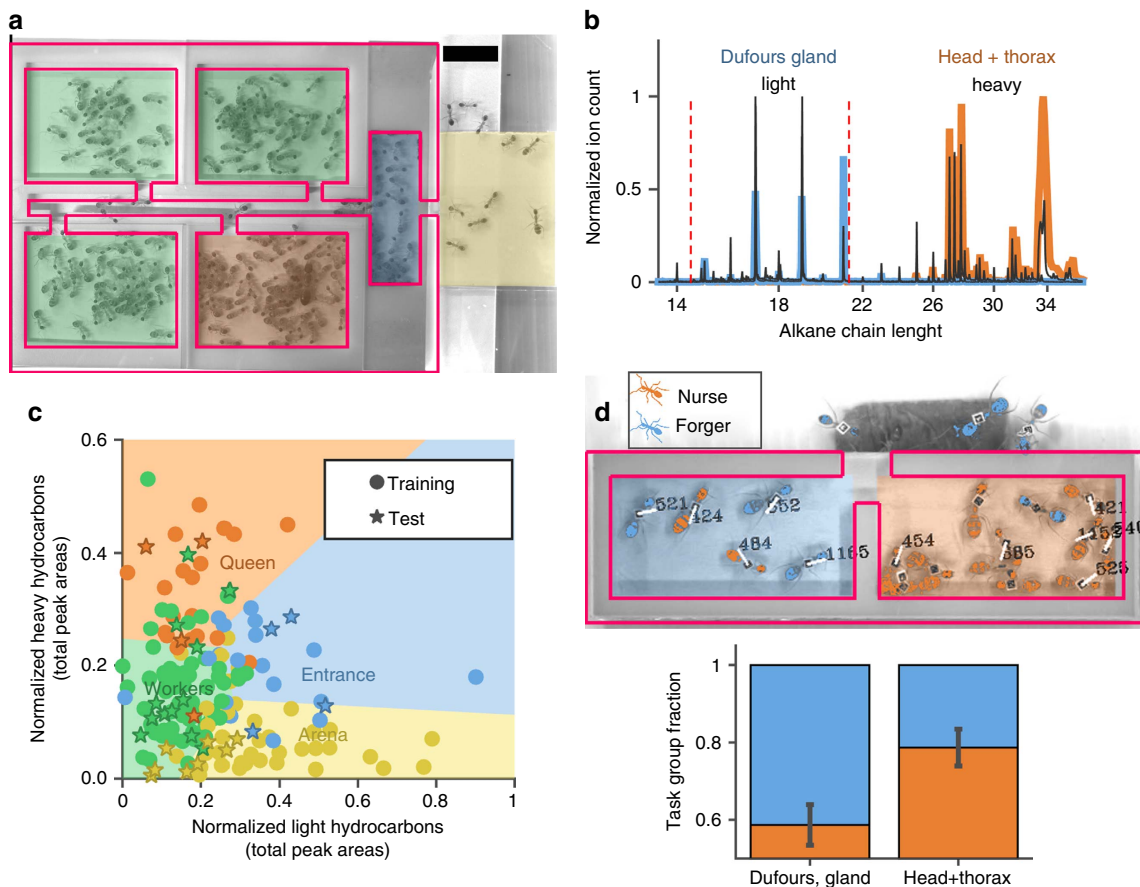 a
b
Dufours gland
light
Head + thorax
heavy
Normalized ion count
1
0.5
0
14
18
22
26
30
34
Alkane chain lenght
c
0.6
0.4
0.2
0.0
Normalized heavy hydrocarbons
(total peak areas)
Training
Test
Queen
Workers
Entrance
Arena
0
0.2
0.4
0.6
0.8
1
Normalized light hydrocarbons
(total peak areas)
d
Nurse
Forger
521
424
552
484
1165
454
585
421
1152
540
525
Task group fraction
1
0.8
0.6
Dufours, gland
Head+thorax